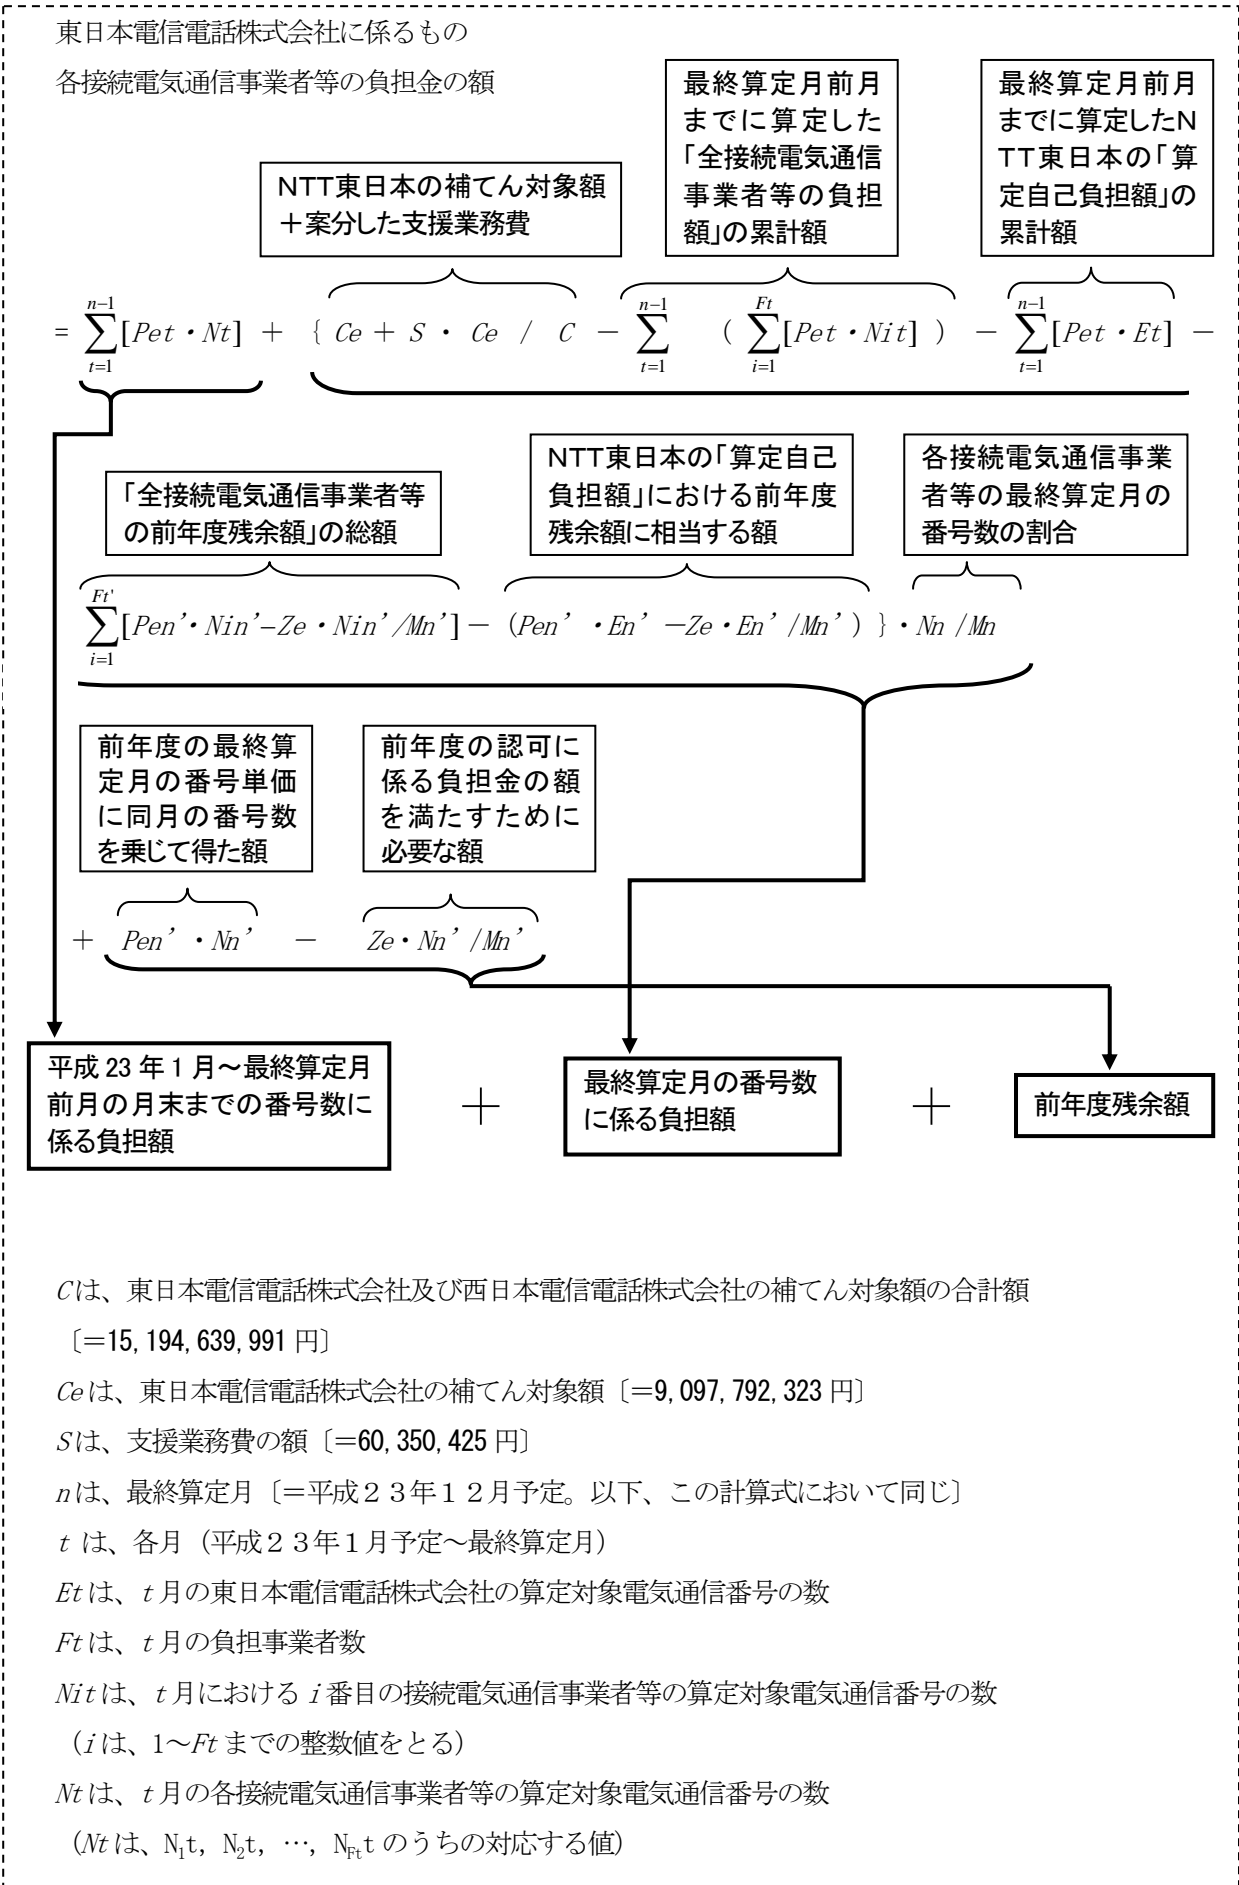 東日本電信電話株式会社に係るもの
各接続電気通信事業者等の負担金の額
最終算定月前月
までに算定した
「全接続電気通信
事業者等の負担
額」の累計額
最終算定月前月
までに算定したN
TT東日本の「算
定自己負担額」の
累計額
NTT東日本の補てん対象額
＋案分した支援業務費
= \sum_{t=1}^{n-1}[Pet・Nt] + { Ce + S ・ Ce / C － \sum_{t=1}^{n-1} ( \sum_{i=1}^{Ft}[Pet・Nit] ) － \sum_{t=1}^{n-1}[Pet・Et] －
「全接続電気通信事業者等
の前年度残余額」の総額
NTT東日本の「算定自己
負担額」における前年度
残余額に相当する額
各接続電気通信事業
者等の最終算定月の
番号数の割合
\sum_{i=1}^{Ft'}[Pen’・Nin’－Ze・Nin’/Mn’]－（Pen’・En’－Ze・En’/Mn’）}・Nn/Mn
前年度の最終算
定月の番号単価
に同月の番号数
を乗じて得た額
前年度の認可に
係る負担金の額
を満たすために
必要な額
＋ Pen’・Nn’ － Ze・Nn’/Mn’
平成 23 年 1 月～最終算定月
前月の月末までの番号数に
係る負担額
＋
最終算定月の番号数
に係る負担額
＋
前年度残余額
Cは、東日本電信電話株式会社及び西日本電信電話株式会社の補てん対象額の合計額
〔＝15,194,639,991 円〕
Ceは、東日本電信電話株式会社の補てん対象額〔＝9,097,792,323 円〕
Sは、支援業務費の額〔＝60,350,425 円〕
nは、最終算定月〔＝平成２３年１２月予定。以下、この計算式において同じ〕
t は、各月（平成２３年１月予定～最終算定月）
Etは、t月の東日本電信電話株式会社の算定対象電気通信番号の数
Ftは、t月の負担事業者数
Nitは、t月における i番目の接続電気通信事業者等の算定対象電気通信番号の数
（iは、1～Ftまでの整数値をとる）
Ntは、t月の各接続電気通信事業者等の算定対象電気通信番号の数
（Ntは、N₁t, N₂t, …, N_{Ft}t のうちの対応する値）